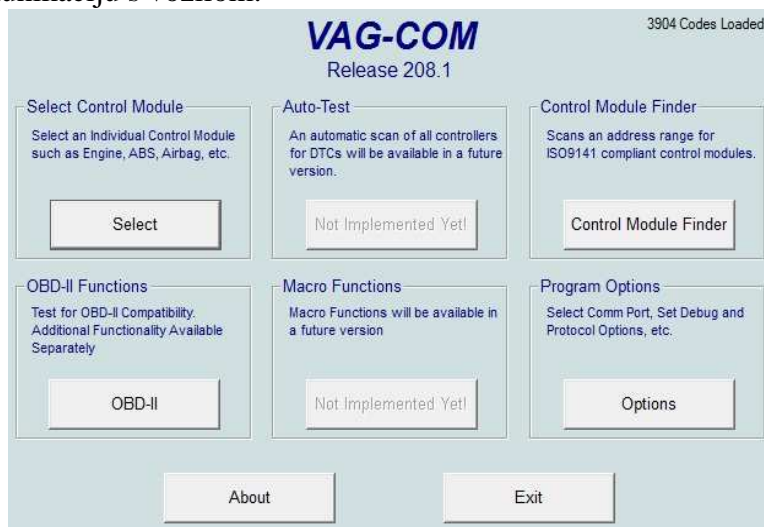 s vozilom.
VAG-COM
3904 Codes Loaded
Release 208.1
Select Control Module
Select an Individual Control Module
such as Engine, ABS, Airbag, etc.
Select
Auto-Test
An automatic scan of all controllers
for DTCs will be available in a future
version.
Not Implemented Yet!
Control Module Finder
Scans an address range for
ISO9141 compliant control modules.
Control Module Finder
OBD-II Functions
Test for OBD-II Compatibility.
Additional Functionality Available
Separately
OBD-II
Macro Functions
Macro Functions will be available in
a future version
Not Implemented Yet!
Program Options
Select Comm Port, Set Debug and
Protocol Options, etc.
Options
About
Exit